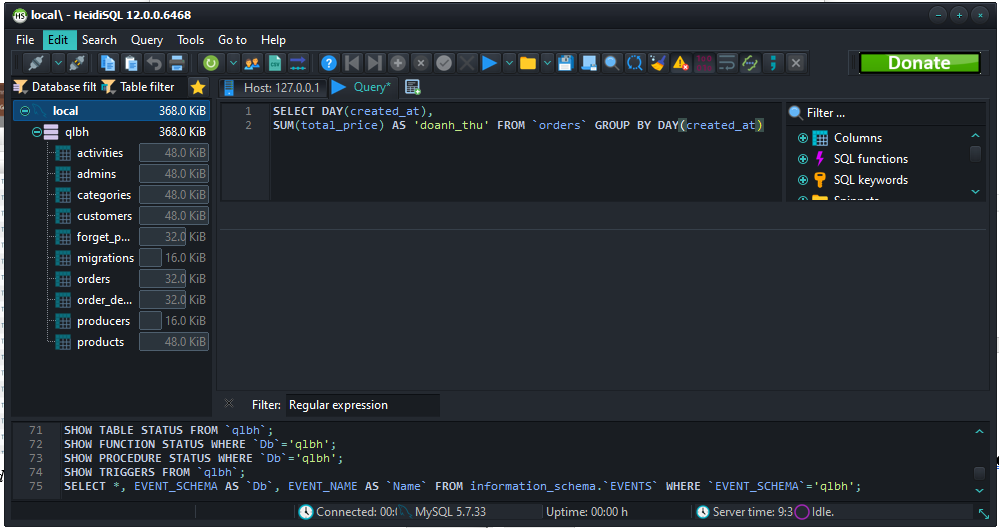 local\ - HeidiSQL 12.0.0.6468
File Edit Search Query Tools Go to Help
Donate
Database filt Table filter
Host: 127.0.0.1 Query*
local 368.0 KiB
qlbh 368.0 KiB
activities 48.0 KiB
admins 48.0 KiB
categories 48.0 KiB
customers 48.0 KiB
forget_p... 32.0 KiB
migrations 16.0 KiB
orders 32.0 KiB
order_de... 32.0 KiB
producers 16.0 KiB
products 48.0 KiB
1 SELECT DAY(created_at),
2 SUM(total_price) AS 'doanh_thu' FROM `orders` GROUP BY DAY(created_at)
Filter ...
Columns
SQL functions
SQL keywords
Snippets
Filter: Regular expression
71 SHOW TABLE STATUS FROM `qlbh`;
72 SHOW FUNCTION STATUS WHERE `Db`='qlbh';
73 SHOW PROCEDURE STATUS WHERE `Db`='qlbh';
74 SHOW TRIGGERS FROM `qlbh`;
75 SELECT *, EVENT_SCHEMA AS `Db`, EVENT_NAME AS `Name` FROM information_schema.`EVENTS` WHERE `EVENT_SCHEMA`='qlbh';
Connected: 00:0 MySQL 5.7.33 Uptime: 00:00 h Server time: 9:3 Idle.